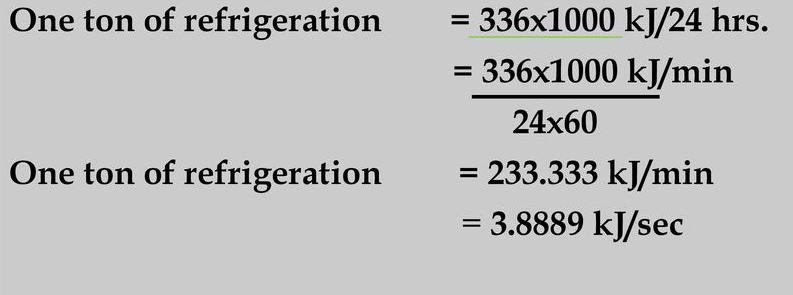 One ton of refrigeration = 336x1000 kJ/24 hrs.
= 336x1000 kJ/min
24x60
One ton of refrigeration = 233.333 kJ/min
= 3.8889 kJ/sec